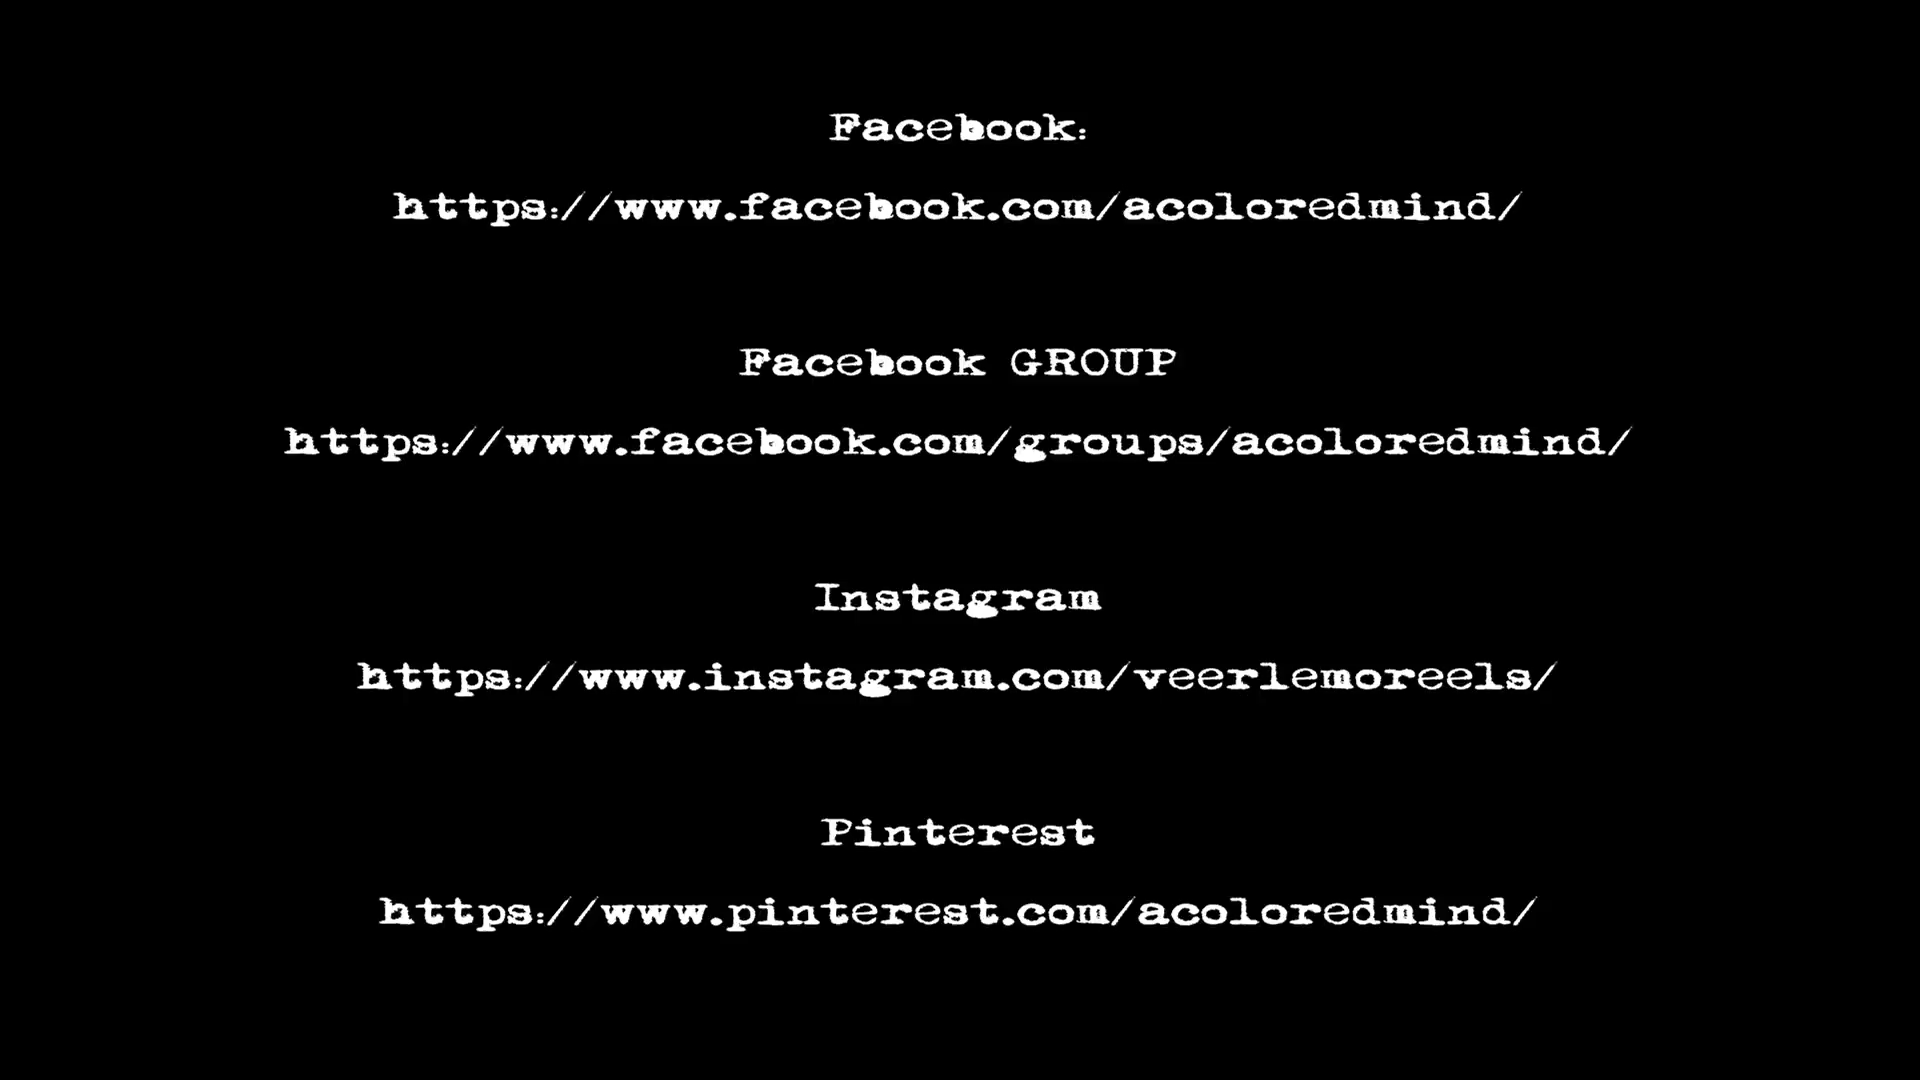 Facebook:
https://www.facebook.com/acoloredmind/
Facebook GROUP
https://www.facebook.com/groups/acoloredmind/
Instagram
https://www.instagram.com/veerlemoreels/
Pinterest
https://www.pinterest.com/acoloredmind/